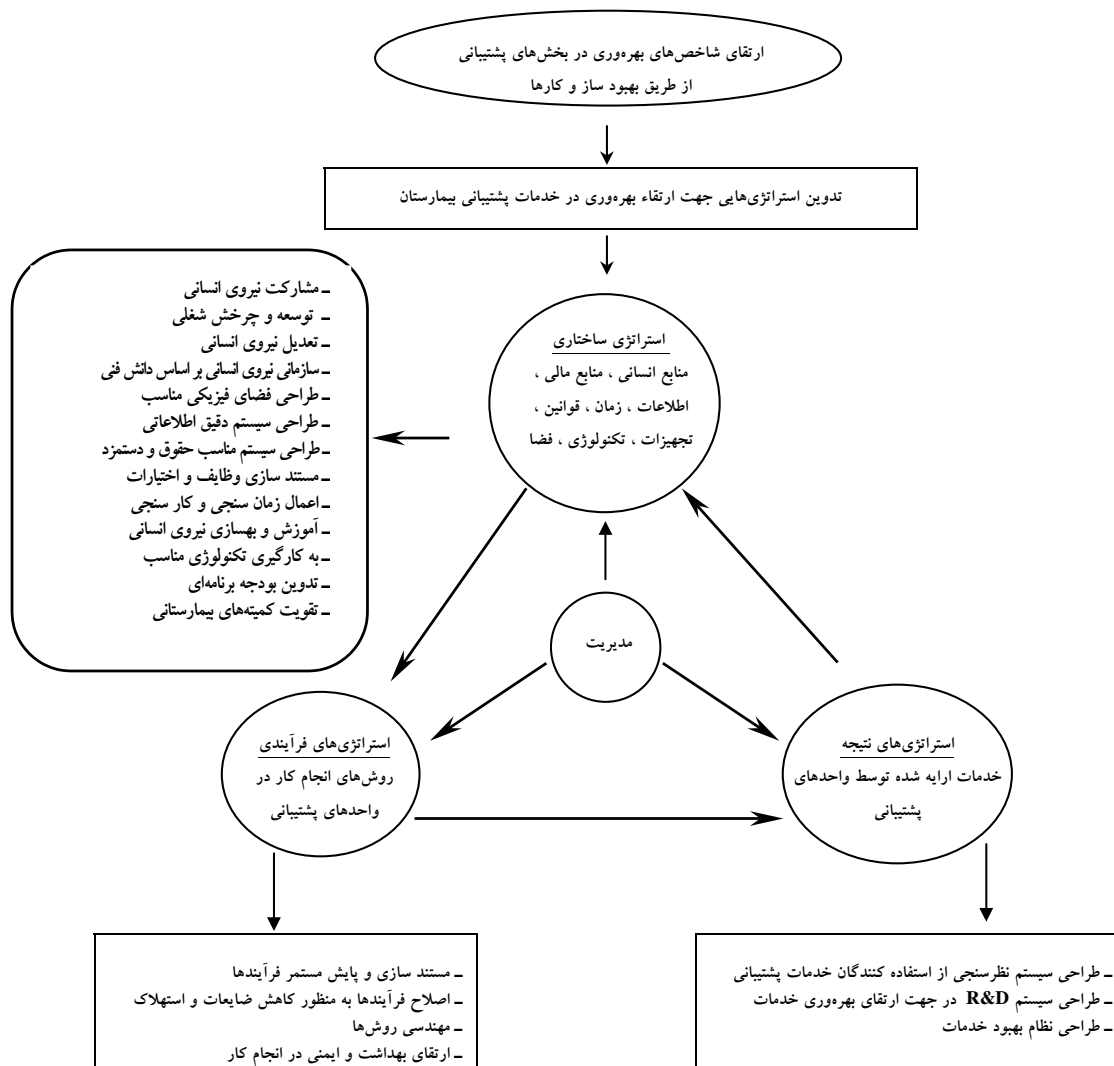 ارتقای شاخص‌های بهره‌وری در بخش‌های پشتیبانی
از طریق بهبود ساز و کارها
تدوین استراتژی‌هایی جهت ارتقاء بهره‌وری در خدمات پشتیبانی بیمارستان
استراتژی ساختاری
منابع انسانی ، منابع مالی ،
اطلاعات ، زمان ، قوانین ،
تجهیزات ، تکنولوژی ، فضا
ـ مشارکت نیروی انسانی
ـ توسعه و چرخش شغلی
ـ تعدیل نیروی انسانی
ـ سازمانی نیروی انسانی بر اساس دانش فنی
ـ طراحی فضای فیزیکی مناسب
ـ طراحی سیستم دقیق اطلاعاتی
ـ طراحی سیستم مناسب حقوق و دستمزد
ـ مستند سازی وظایف و اختیارات
ـ اعمال زمان سنجی و کار سنجی
ـ آموزش و بهسازی نیروی انسانی
ـ به کارگیری تکنولوژی مناسب
ـ تدوین بودجه برنامه‌ای
ـ تقویت کمیته‌های بیمارستانی
مدیریت
استراتژی‌های نتیجه
خدمات ارایه شده توسط واحدهای
پشتیبانی
استراتژی‌های فرآیندی
روش‌های انجام کار در
واحدهای پشتیبانی
ـ طراحی سیستم نظرسنجی از استفاده کنندگان خدمات پشتیبانی
ـ طراحی سیستم R&D در جهت ارتقای بهره‌وری خدمات
ـ طراحی نظام بهبود خدمات
ـ مستند سازی و پایش مستمر فرآیندها
ـ اصلاح فرآیندها به منظور کاهش ضایعات و استهلاک
ـ مهندسی روش‌ها
ـ ارتقای بهداشت و ایمنی در انجام کار